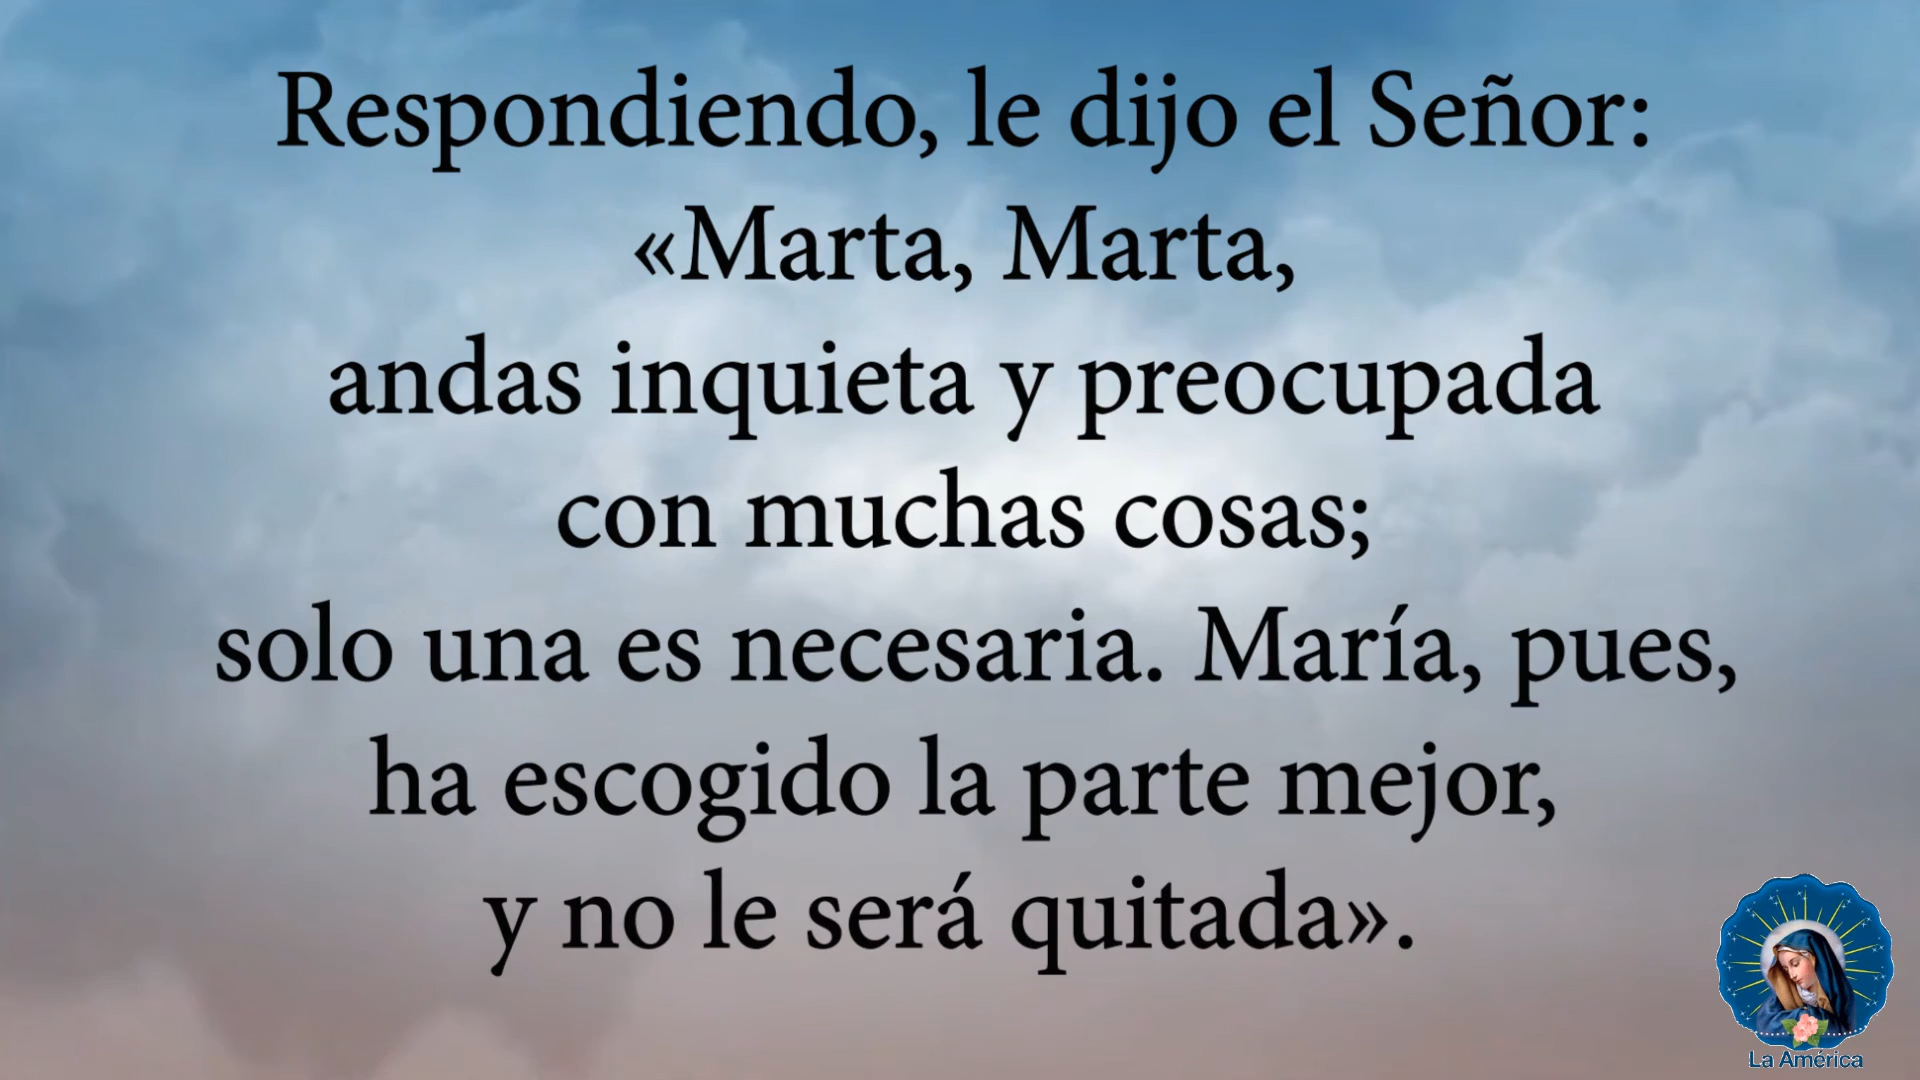 Respondiendo, le dijo el Señor:
«Marta, Marta,
andas inquieta y preocupada
con muchas cosas;
solo una es necesaria. María, pues,
ha escogido la parte mejor,
y no le será quitada».
La América